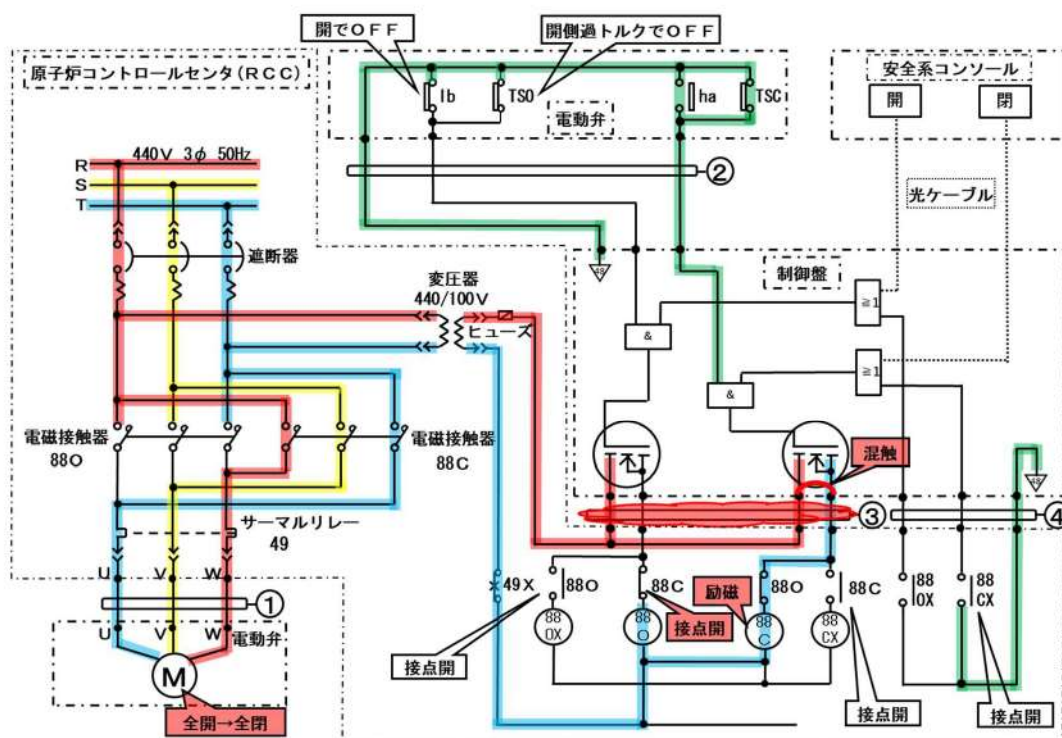 開でＯＦＦ
開側過トルクでＯＦＦ
原子炉コントロールセンタ(ＲＣＣ)
lb
TSO
ha
TSC
電動弁
安全系コンソール
開
閉
440V 3φ 50Hz
R
S
T
②
光ケーブル
遮断器
48
制御盤
変圧器
440/100V
ヒューズ
≧1
&
≧1
&
電磁接触器
88O
電磁接触器
88C
混触
48
③
④
サーマルリレー
49
U
V
W
49X
88O
88C
励磁
88O
88C
88
OX
88
CX
接点開
88
OX
88
O
88
C
88
CX
①
U
V
W
電動弁
接点開
M
全開→全閉
接点開
接点開